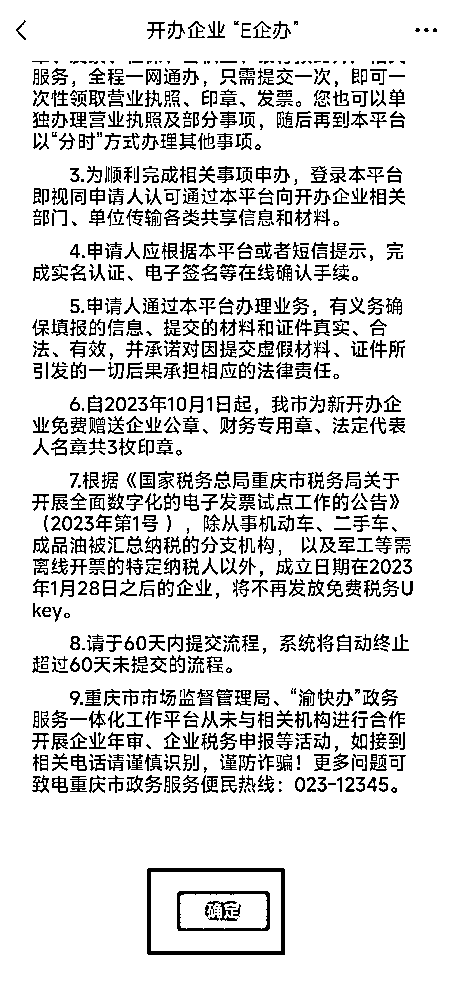 开办企业 “E企办”
服务，全程一网通办，只需提交一次，即可一
次性领取营业执照、印章、发票。您也可以单
独办理营业执照及部分事项，随后再到本平台
以“分时”方式办理其他事项。
3.为顺利完成相关事项申办，登录本平台
即视同申请人认可通过本平台向开办企业相关
部门、单位传输各类共享信息和材料。
4.申请人应根据本平台或者短信提示，完
成实名认证、电子签名等在线确认手续。
5.申请人通过本平台办理业务，有义务确
保填报的信息、提交的材料和证件真实、合
法、有效，并承诺对因提交虚假材料、证件所
引发的一切后果承担相应的法律责任。
6.自2023年10月1日起，我市为新开办企
业免费赠送企业公章、财务专用章、法定代表
人名章共3枚印章。
7.根据《国家税务总局重庆市税务局关于
开展全面数字化的电子发票试点工作的公告》
（2023年第1号 ），除从事机动车、二手车、
成品油被汇总纳税的分支机构， 以及军工等需
离线开票的特定纳税人以外，成立日期在2023
年1月28日之后的企业，将不再发放免费税务U
key。
8.请于60天内提交流程，系统将自动终止
超过60天未提交的流程。
9.重庆市市场监督管理局、“渝快办”政务
服务一体化工作平台从未与相关机构进行合作
开展企业年审、企业税务申报等活动，如接到
相关电话请谨慎识别，谨防诈骗！更多问题可
致电重庆市政务服务便民热线：023-12345。
确定